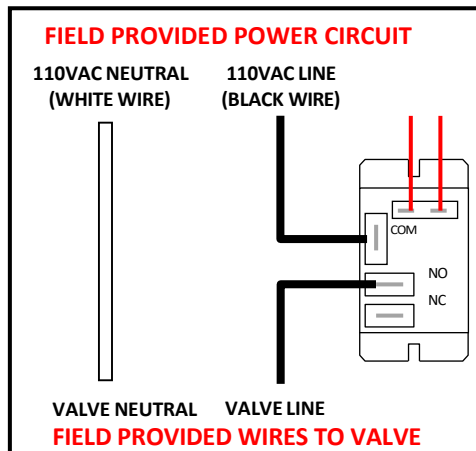 FIELD PROVIDED POWER CIRCUIT
110VAC NEUTRAL
(WHITE WIRE)
110VAC LINE
(BLACK WIRE)
COM
NO
NC
VALVE NEUTRAL
VALVE LINE
FIELD PROVIDED WIRES TO VALVE